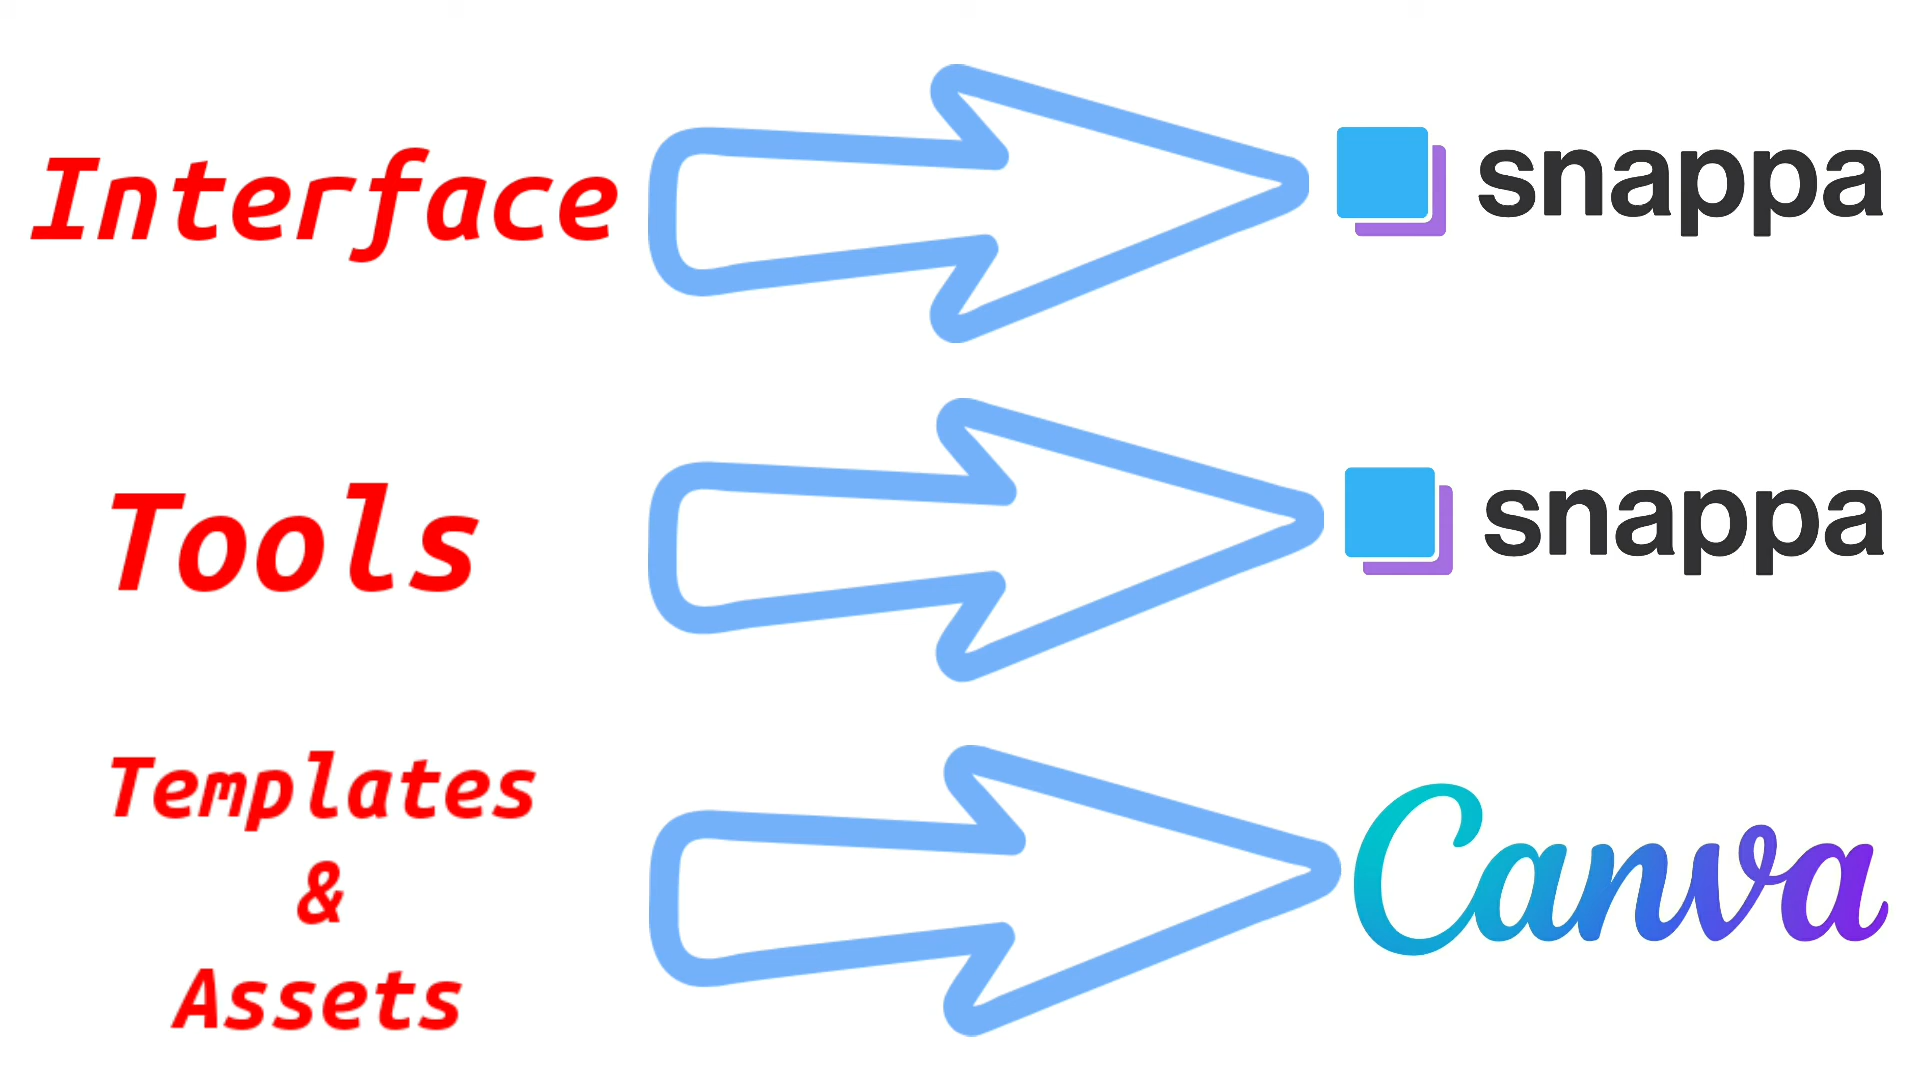 Interface
snappa
Tools
snappa
Templates
&
Assets
Canva